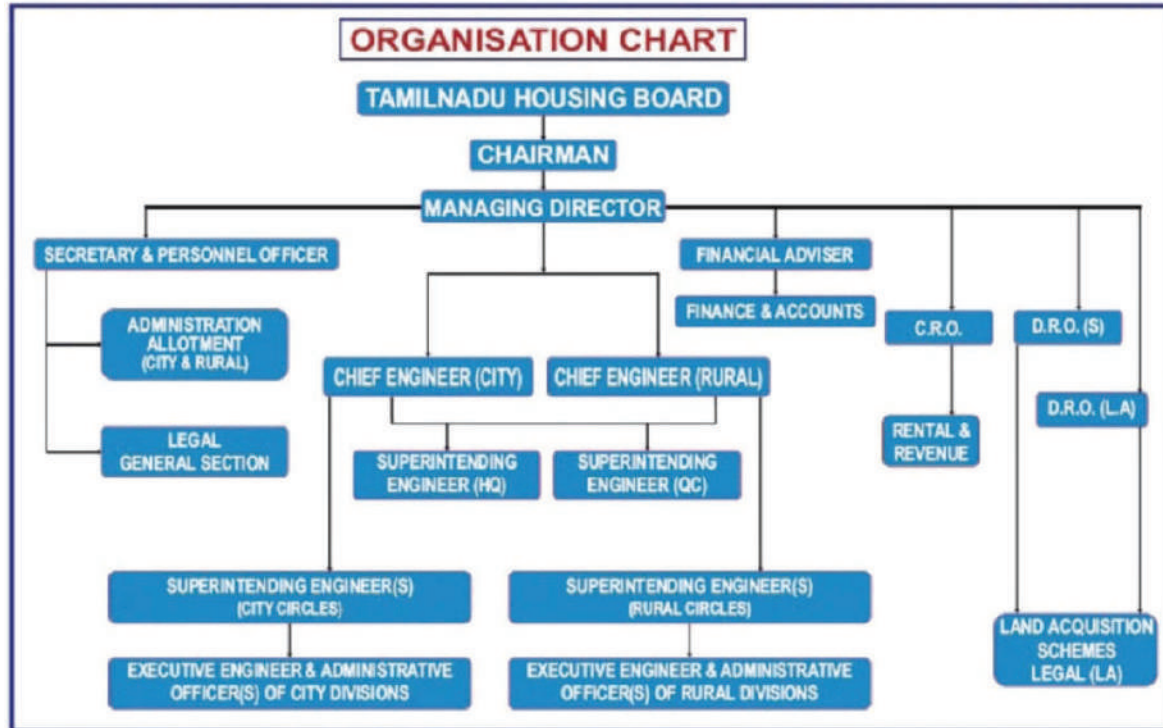 ORGANISATION CHART
TAMILNADU HOUSING BOARD
CHAIRMAN
MANAGING DIRECTOR
SECRETARY & PERSONNEL OFFICER
ADMINISTRATION
ALLOTMENT
(CITY & RURAL)
LEGAL
GENERAL SECTION
FINANCIAL ADVISER
FINANCE & ACCOUNTS
C.R.O.
RENTAL &
REVENUE
D.R.O. (S)
D.R.O. (L.A)
CHIEF ENGINEER (CITY)
CHIEF ENGINEER (RURAL)
SUPERINTENDING
ENGINEER (HQ)
SUPERINTENDING
ENGINEER (QC)
SUPERINTENDING ENGINEER(S)
(CITY CIRCLES)
SUPERINTENDING ENGINEER(S)
(RURAL CIRCLES)
EXECUTIVE ENGINEER & ADMINISTRATIVE
OFFICER(S) OF CITY DIVISIONS
EXECUTIVE ENGINEER & ADMINISTRATIVE
OFFICER(S) OF RURAL DIVISIONS
LAND ACQUISITION
SCHEMES
LEGAL (LA)